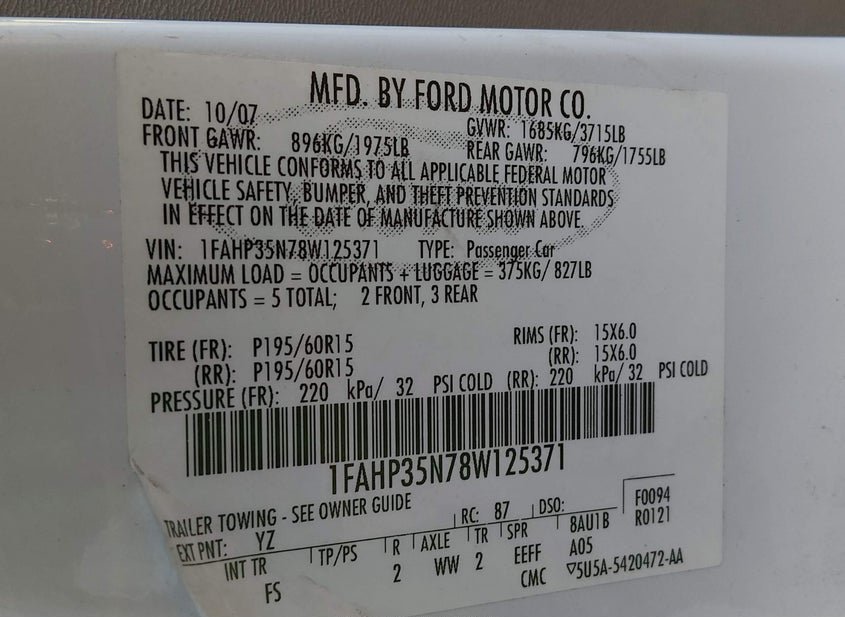 MFD. BY FORD MOTOR CO.
DATE: 10/07 GVWR: 1685KG/3715LB
FRONT GAWR: 896KG/1975LB REAR GAWR: 796KG/1755LB
THIS VEHICLE CONFORMS TO ALL APPLICABLE FEDERAL MOTOR
VEHICLE SAFETY, BUMPER, AND THEFT PREVENTION STANDARDS
IN EFFECT ON THE DATE OF MANUFACTURE SHOWN ABOVE.
VIN: 1FAHP35N78W125371 TYPE: Passenger Car
MAXIMUM LOAD = OCCUPANTS + LUGGAGE = 375KG/ 827LB
OCCUPANTS = 5 TOTAL; 2 FRONT, 3 REAR
TIRE (FR): P195/60R15 RIMS (FR): 15X6.0
(RR): P195/60R15 (RR): 15X6.0
PRESSURE (FR): 220 kPa/ 32 PSI COLD (RR): 220 kPa/ 32 PSI COLD
1FAHP35N78W125371
TRAILER TOWING - SEE OWNER GUIDE
EXT PNT: YZ RC: 87 DSO: F0094
R0121
INT TR TP/PS R AXLE TR SPR 8AU1B
FS 2 WW 2 EEFF A05
CMC ▽5U5A-5420472-AA